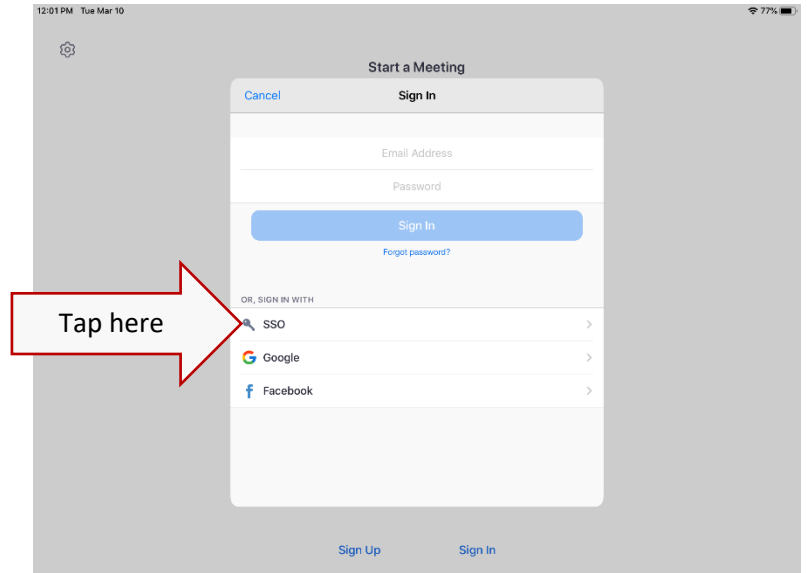 12:01 PM Tue Mar 10
77%
Start a Meeting
Cancel
Sign In
Email Address
Password
Sign In
Forgot password?
OR, SIGN IN WITH
Tap here
SSO
Google
Facebook
Sign Up
Sign In